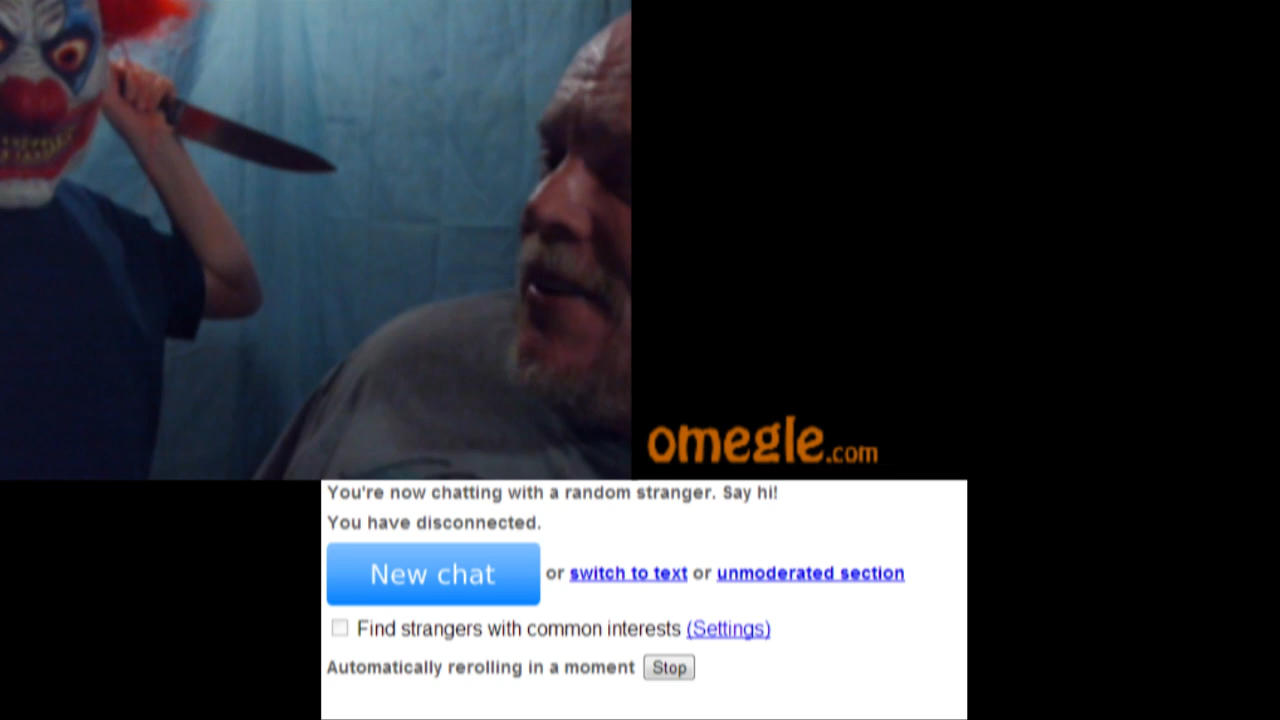 omegle.com
You're now chatting with a random stranger. Say hi!
You have disconnected.
New chat or switch to text or unmoderated section
Find strangers with common interests (Settings)
Automatically rerolling in a moment Stop